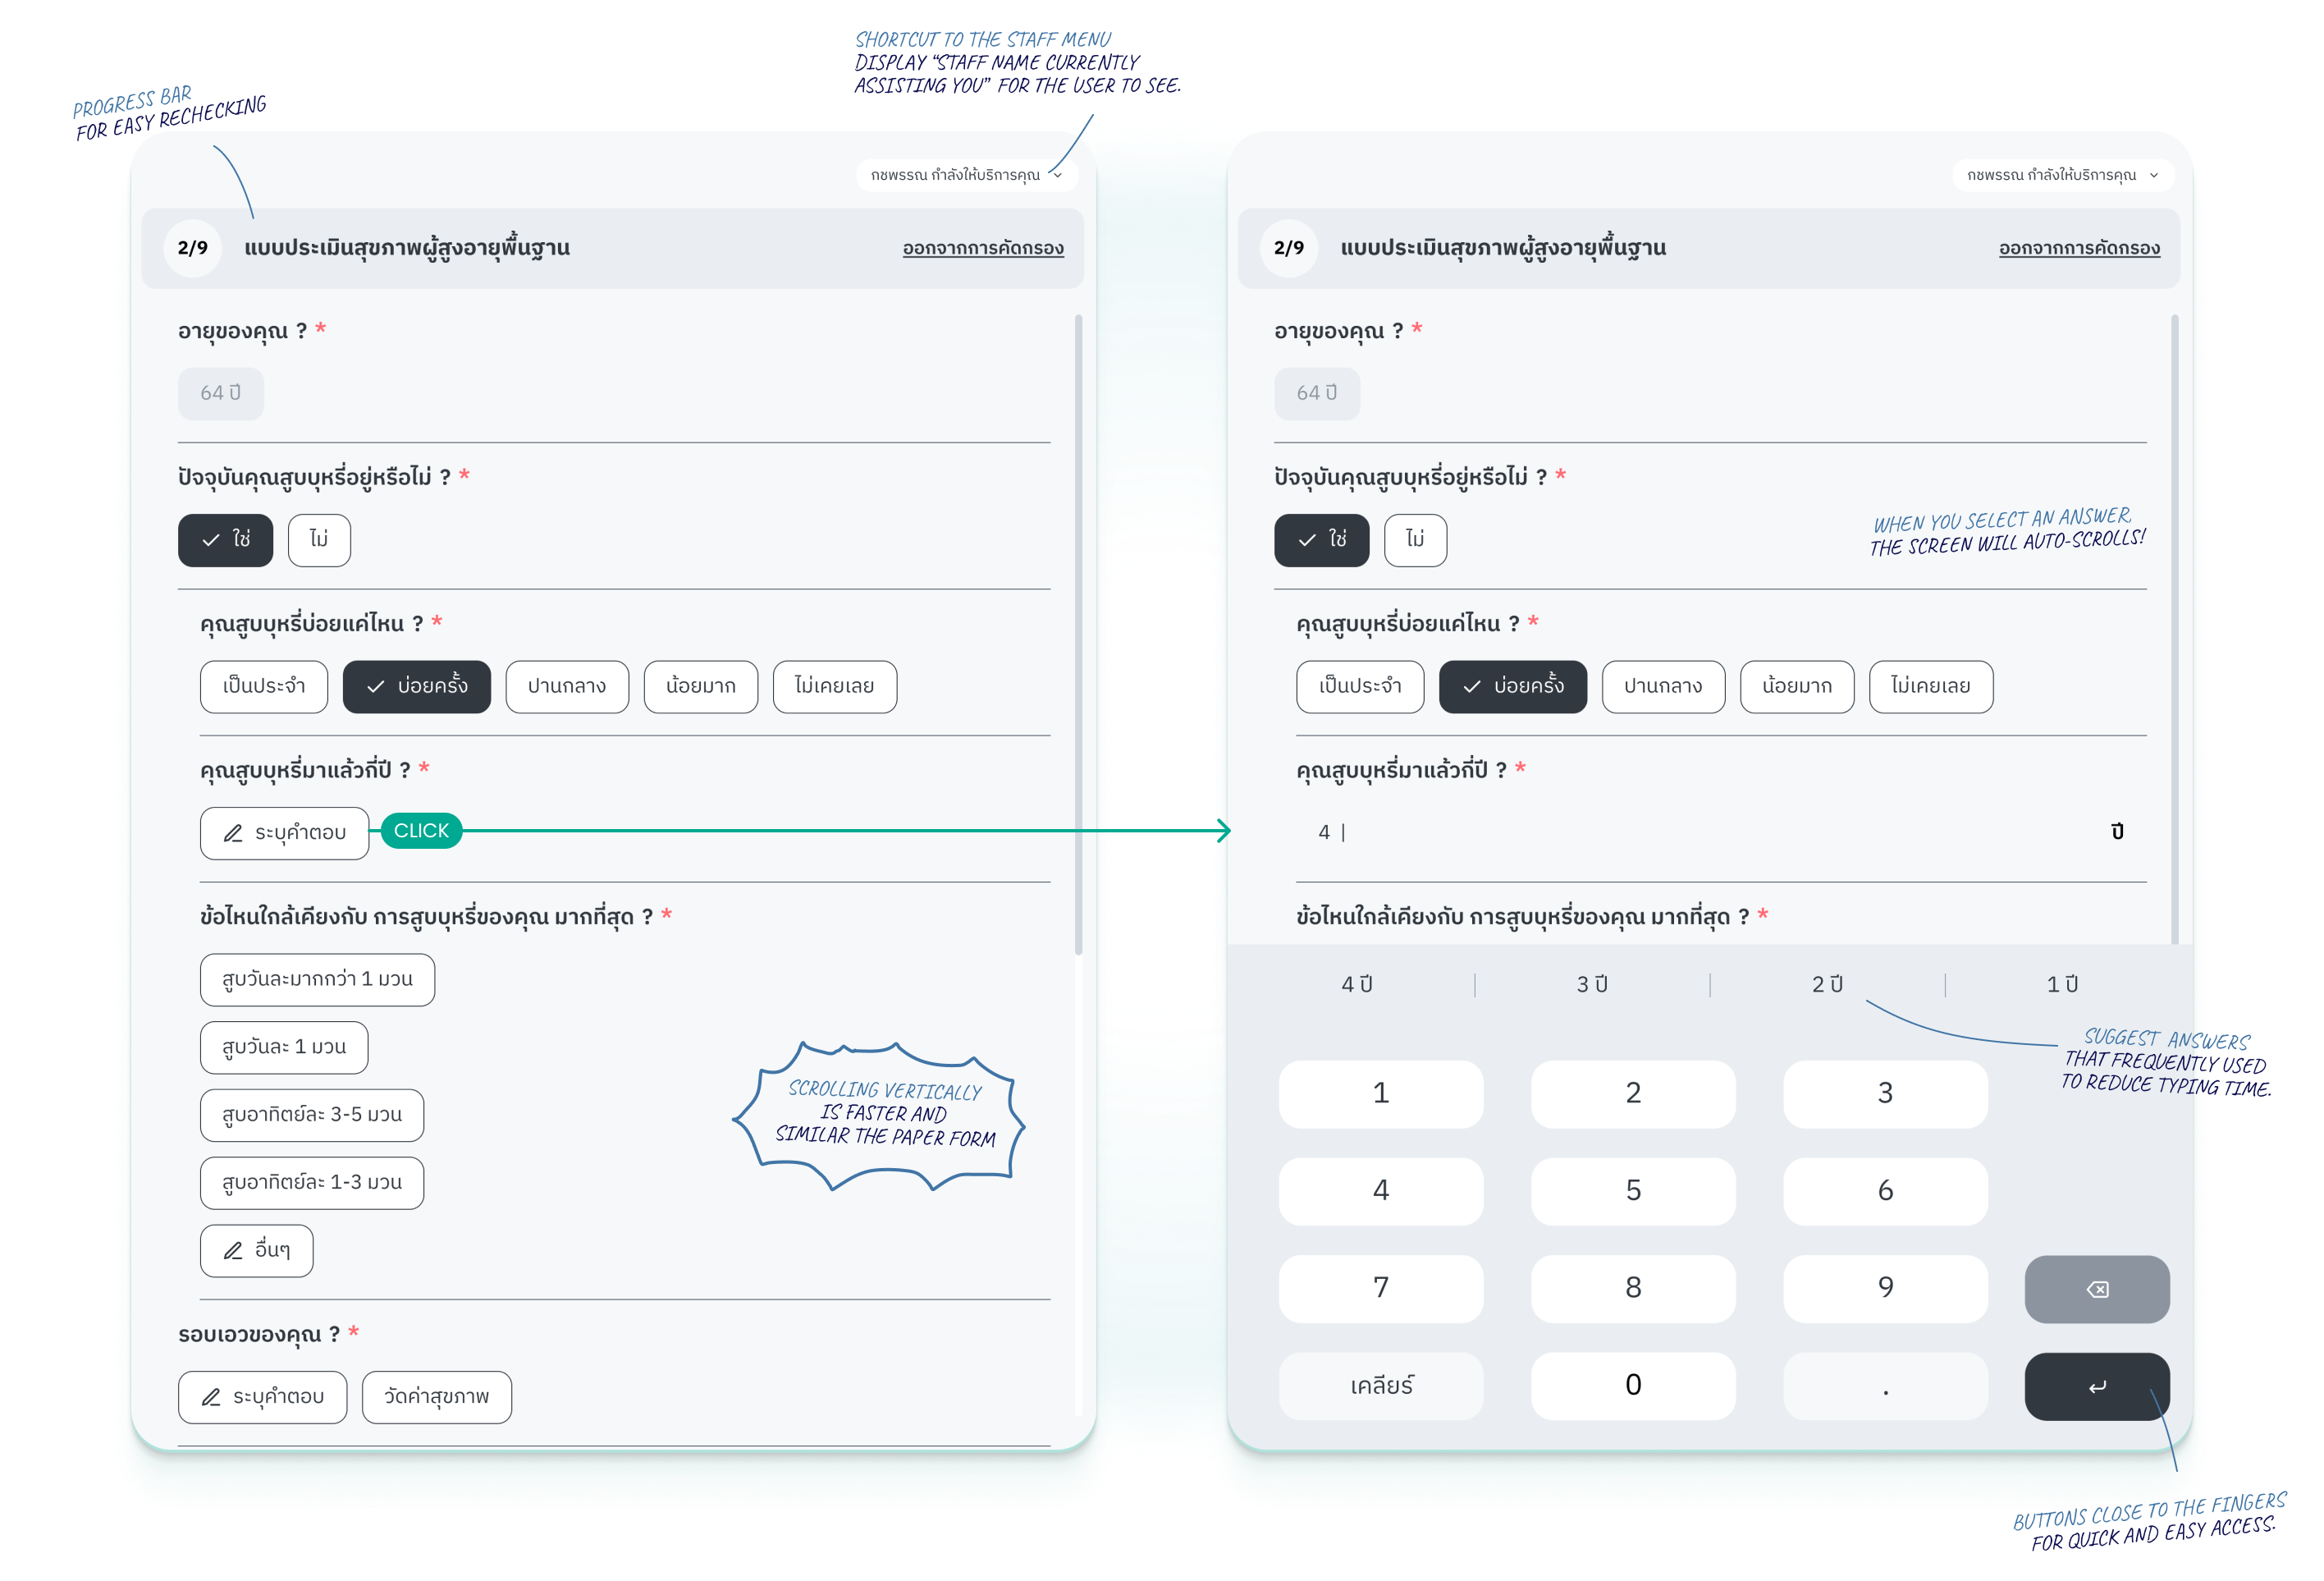 SHORTCUT TO THE STAFF MENU
DISPLAY “STAFF NAME CURRENTLY
ASSISTING YOU” FOR THE USER TO SEE.
PROGRESS BAR
FOR EASY RECHECKING
กชพรรณ กำลังให้บริการคุณ
2/9 แบบประเมินสุขภาพผู้สูงอายุพื้นฐาน ออกจากการคัดกรอง
อายุของคุณ ? *
64 ปี
ปัจจุบันคุณสูบบุหรี่อยู่หรือไม่ ? *
ใช่ ไม่
คุณสูบบุหรี่บ่อยแค่ไหน ? *
เป็นประจำ บ่อยครั้ง ปานกลาง น้อยมาก ไม่เคยเลย
คุณสูบบุหรี่มาแล้วกี่ปี ? *
ระบุคำตอบ CLICK
ข้อไหนใกล้เคียงกับ การสูบบุหรี่ของคุณ มากที่สุด ? *
สูบวันละมากกว่า 1 มวน
สูบวันละ 1 มวน
สูบอาทิตย์ละ 3-5 มวน
สูบอาทิตย์ละ 1-3 มวน
อื่นๆ
SCROLLING VERTICALLY
IS FASTER AND
SIMILAR THE PAPER FORM
รอบเอวของคุณ ? *
ระบุคำตอบ วัดค่าสุขภาพ
กชพรรณ กำลังให้บริการคุณ
2/9 แบบประเมินสุขภาพผู้สูงอายุพื้นฐาน ออกจากการคัดกรอง
อายุของคุณ ? *
64 ปี
ปัจจุบันคุณสูบบุหรี่อยู่หรือไม่ ? *
ใช่ ไม่
WHEN YOU SELECT AN ANSWER,
THE SCREEN WILL AUTO-SCROLLS!
คุณสูบบุหรี่บ่อยแค่ไหน ? *
เป็นประจำ บ่อยครั้ง ปานกลาง น้อยมาก ไม่เคยเลย
คุณสูบบุหรี่มาแล้วกี่ปี ? *
4 | ปี
ข้อไหนใกล้เคียงกับ การสูบบุหรี่ของคุณ มากที่สุด ? *
4 ปี 3 ปี 2 ปี 1 ปี
SUGGEST ANSWERS
THAT FREQUENTLY USED
TO REDUCE TYPING TIME.
1 2 3
4 5 6
7 8 9
เคลียร์ 0 .
BUTTONS CLOSE TO THE FINGERS
FOR QUICK AND EASY ACCESS.